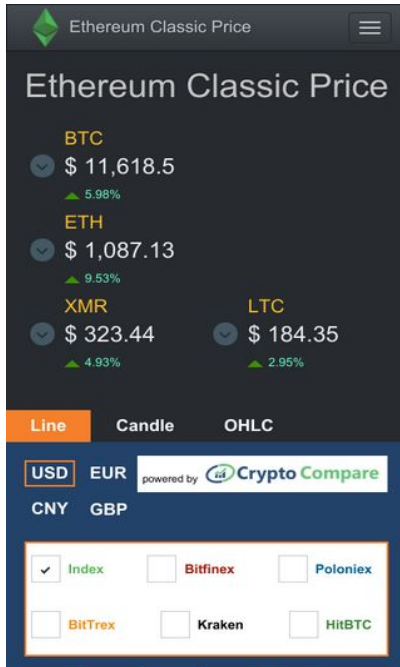 Ethereum Classic Price
Ethereum Classic Price
BTC
$ 11,618.5
5.98%
ETH
$ 1,087.13
9.53%
XMR
$ 323.44
4.93%
LTC
$ 184.35
2.95%
Line Candle OHLC
USD EUR powered by Crypto Compare
CNY GBP
Index Bitfinex Poloniex
BitTrex Kraken HitBTC